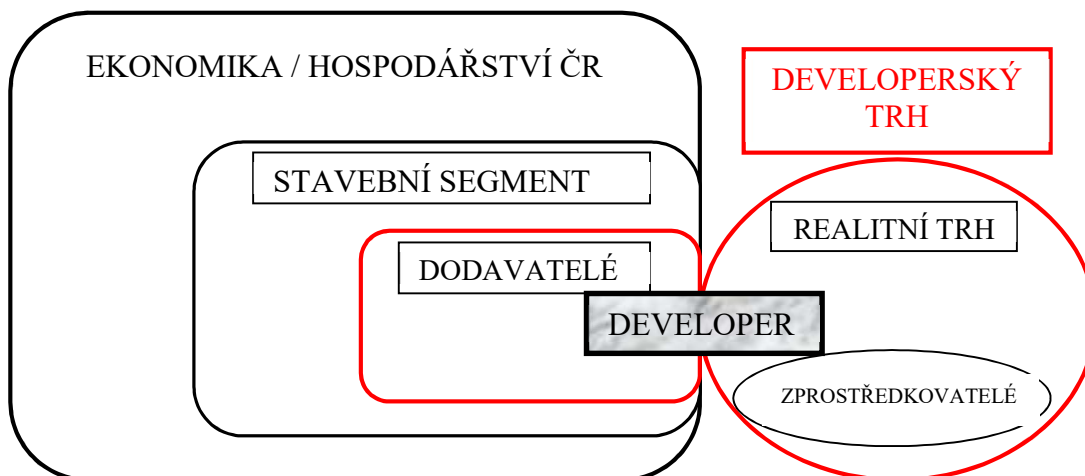 EKONOMIKA / HOSPODÁŘSTVÍ ČR
DEVELOPERSKÝ
TRH
STAVEBNÍ SEGMENT
REALITNÍ TRH
DODAVATELÉ
DEVELOPER
ZPROSTŘEDKOVATELÉ